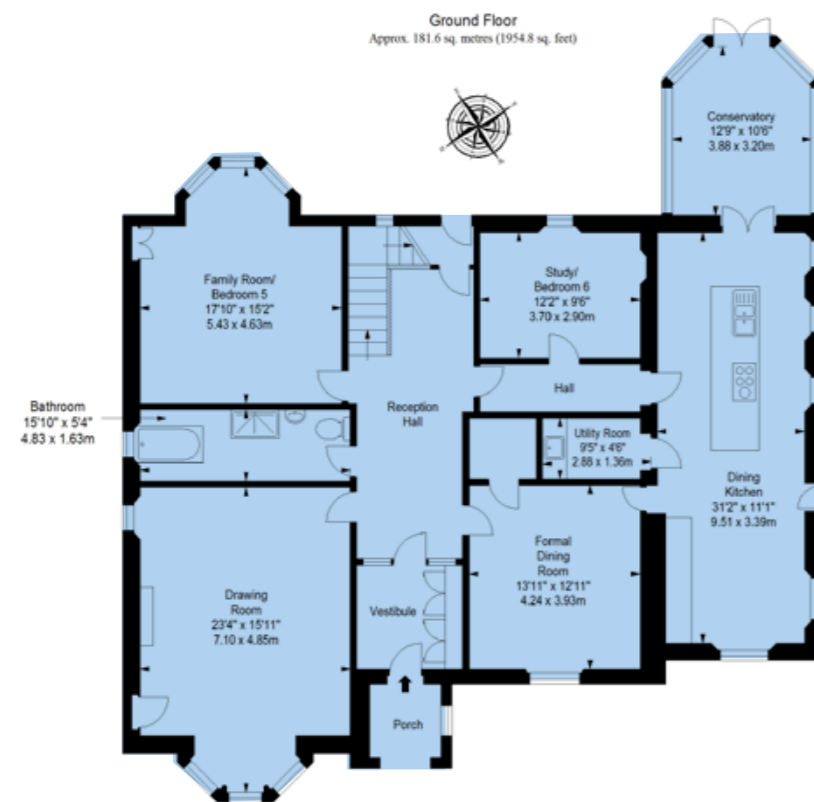 Ground Floor
Approx. 181.6 sq. metres (1954.8 sq. feet)
Conservatory
12'9" x 10'6"
3.88 x 3.20m
Family Room/
Bedroom 5
17'10" x 15'2"
5.43 x 4.63m
Study/
Bedroom 6
12'2" x 9'6"
3.70 x 2.90m
Hall
Bathroom
15'10" x 5'4"
4.83 x 1.63m
Reception
Hall
Utility Room
9'5" x 4'6"
2.88 x 1.36m
Dining
Kitchen
31'2" x 11'1"
9.51 x 3.39m
Formal
Dining
Room
13'11" x 12'11"
4.24 x 3.93m
Drawing
Room
23'4" x 15'11"
7.10 x 4.85m
Vestibule
Porch